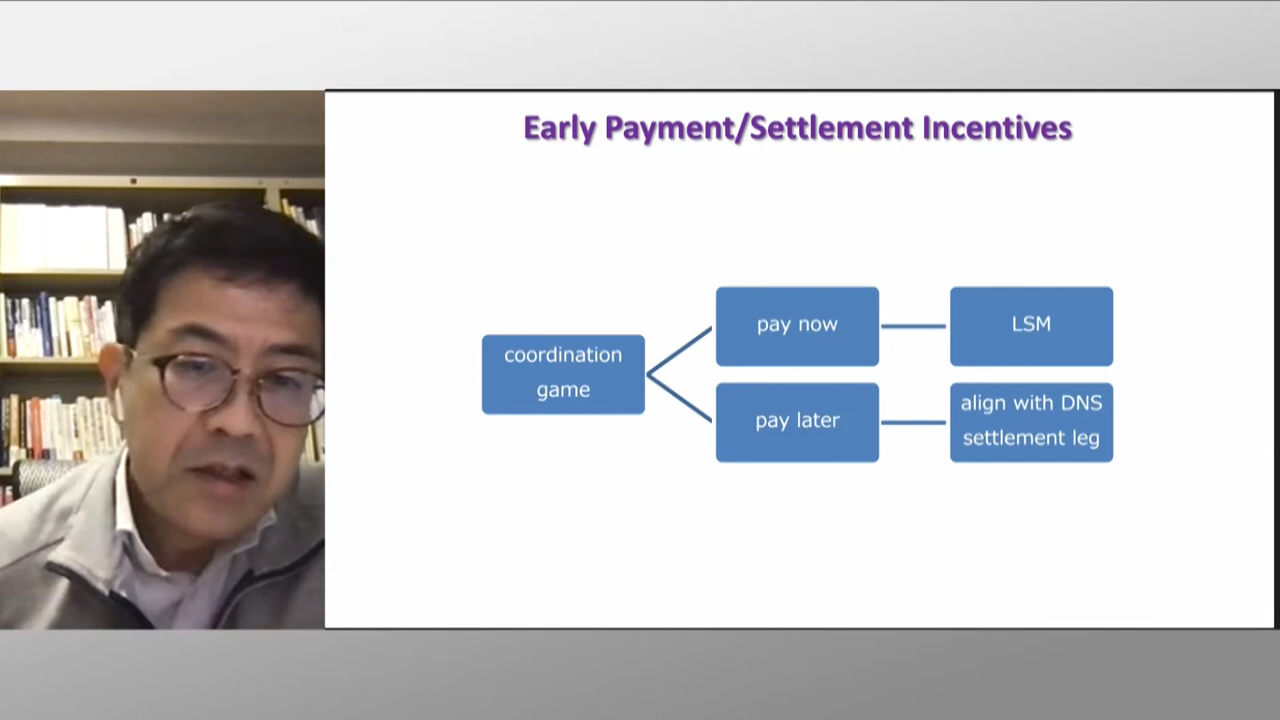 Early Payment/Settlement Incentives
coordination
game
pay now
LSM
pay later
align with DNS
settlement leg